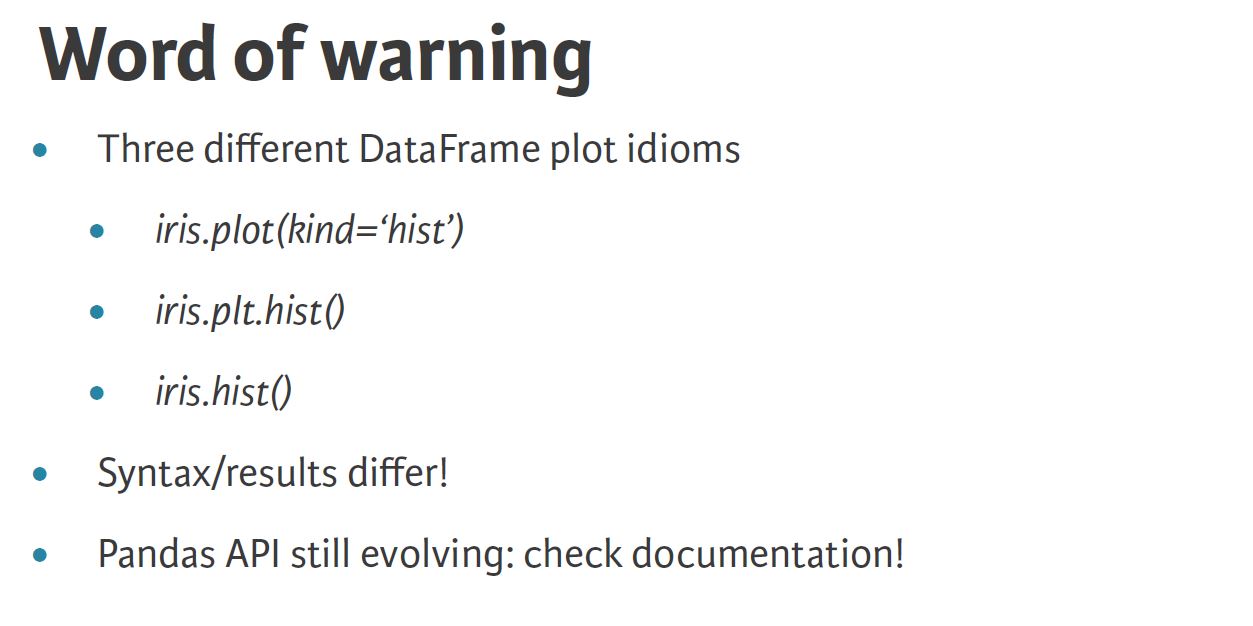 Word of warning
Three different DataFrame plot idioms
iris.plot(kind=‘hist’)
iris.plt.hist()
iris.hist()
Syntax/results differ!
Pandas API still evolving: check documentation!